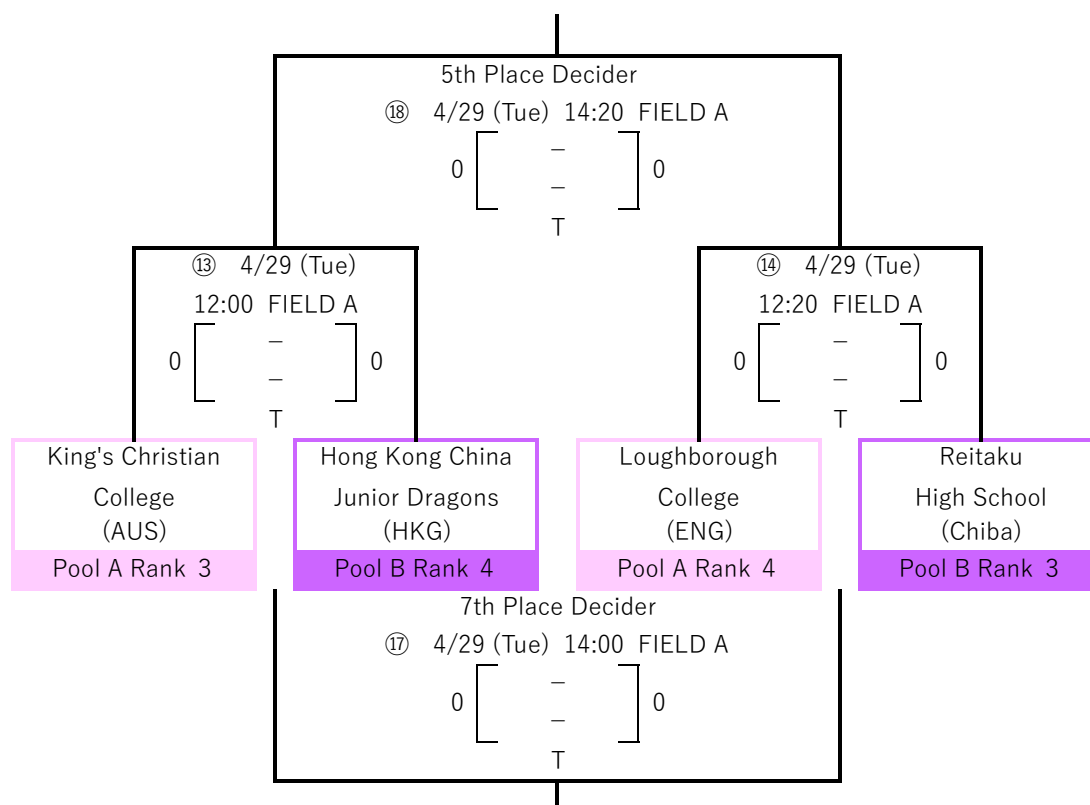 5th Place Decider
⑱ 4/29 (Tue) 14:20 FIELD A
–
0 0
–
T
⑬ 4/29 (Tue)
12:00 FIELD A
–
0 0
–
T
⑭ 4/29 (Tue)
12:20 FIELD A
–
0 0
–
T
King's Christian
College
(AUS)
Pool A Rank 3
Hong Kong China
Junior Dragons
(HKG)
Pool B Rank 4
Loughborough
College
(ENG)
Pool A Rank 4
Reitaku
High School
(Chiba)
Pool B Rank 3
7th Place Decider
⑰ 4/29 (Tue) 14:00 FIELD A
–
0 0
–
T